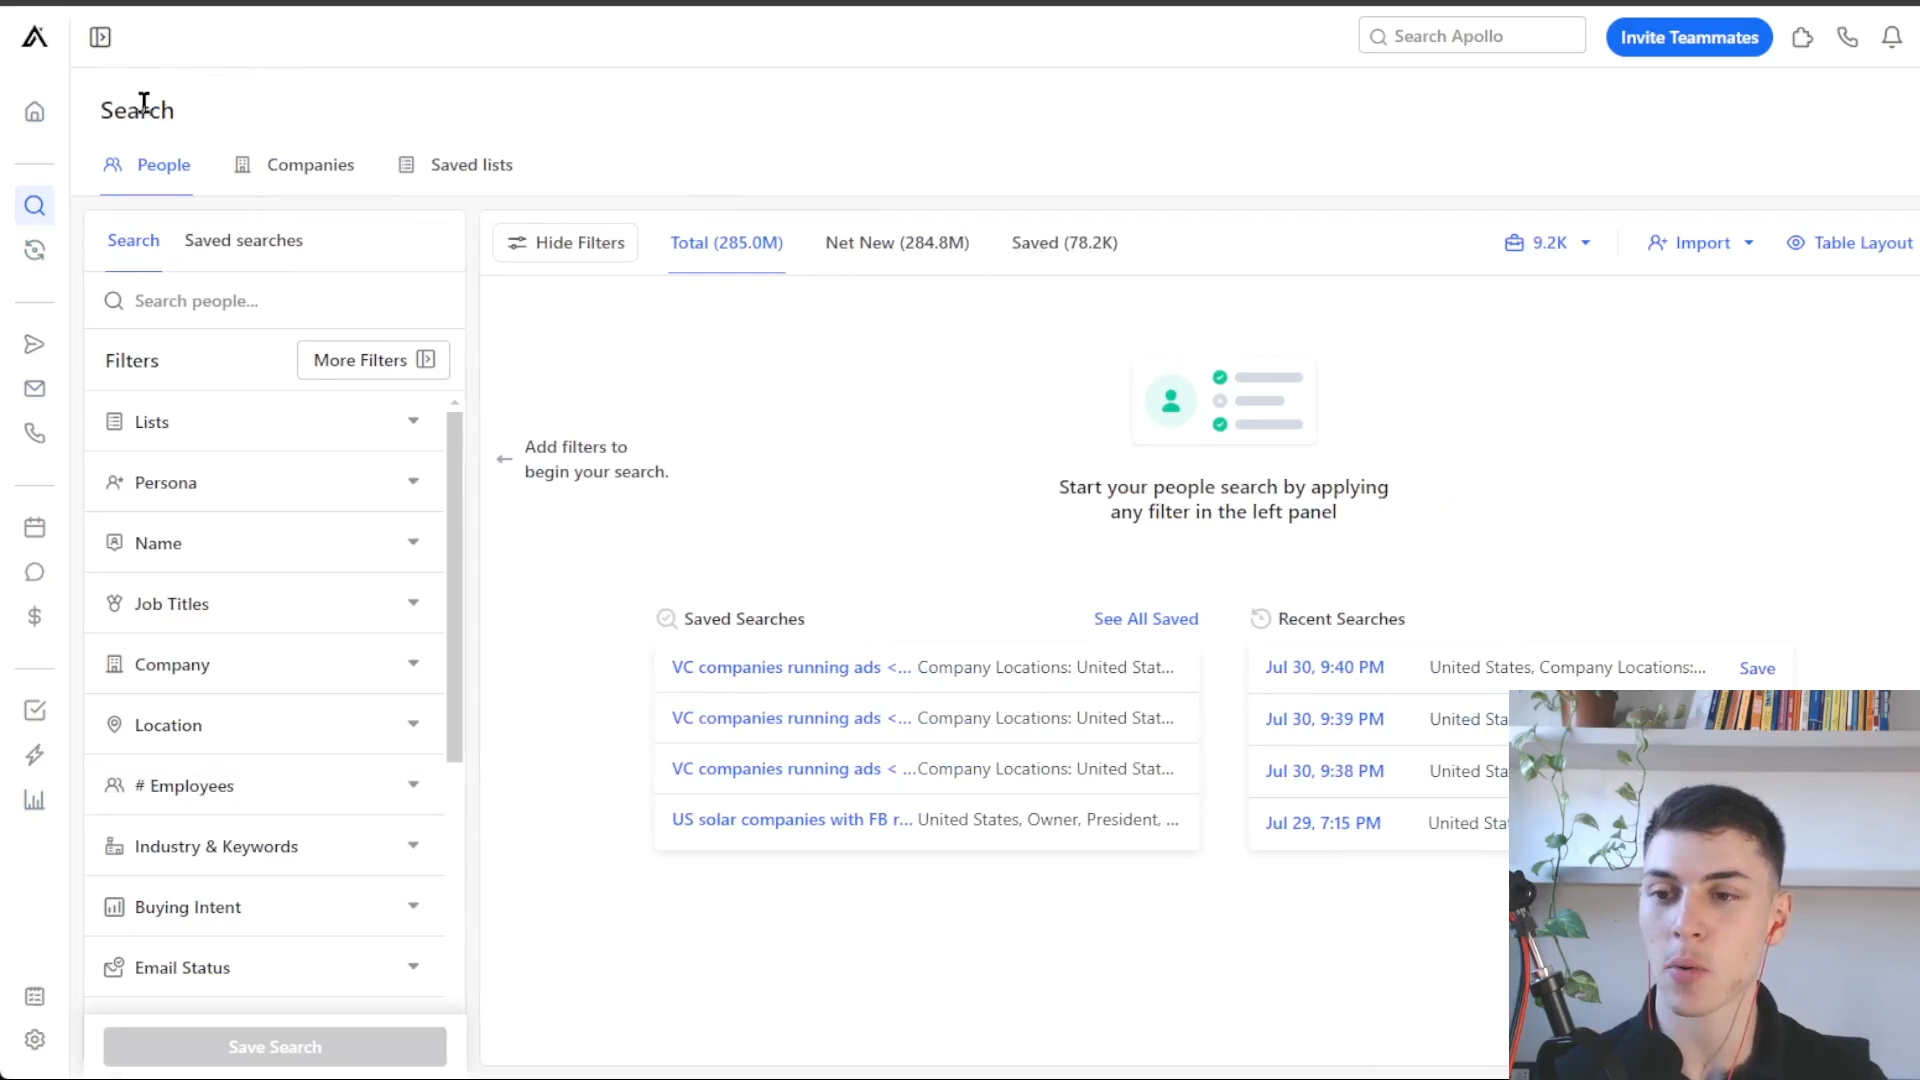 Search Apollo
Invite Teammates
Search
People
Companies
Saved lists
Search
Saved searches
Search people...
Filters
More Filters
Lists
Persona
Name
Job Titles
Company
Location
# Employees
Industry & Keywords
Buying Intent
Email Status
Save Search
Hide Filters
Total (285.0M)
Net New (284.8M)
Saved (78.2K)
9.2K
Import
Table Layout
Add filters to
begin your search.
Start your people search by applying
any filter in the left panel
Saved Searches
See All Saved
VC companies running ads <... Company Locations: United Stat...
VC companies running ads <... Company Locations: United Stat...
VC companies running ads < ...Company Locations: United Stat...
US solar companies with FB r... United States, Owner, President, ...
Recent Searches
Jul 30, 9:40 PM United States, Company Locations:... Save
Jul 30, 9:39 PM United Sta
Jul 30, 9:38 PM United Sta
Jul 29, 7:15 PM United Sta